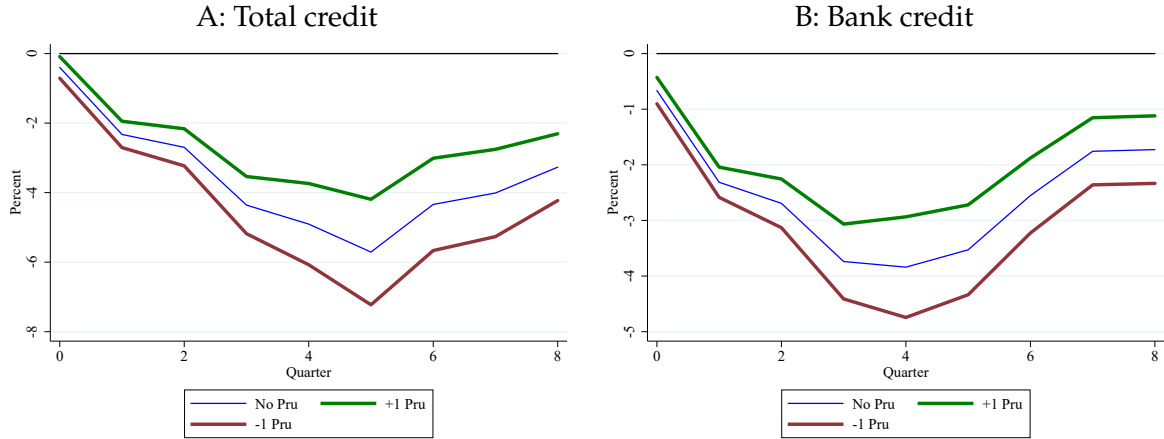 A: Total credit
0
-2
-4
-6
-8
Percent
0 2 4 6 8
Quarter
No Pru +1 Pru
-1 Pru
B: Bank credit
0
-1
-2
-3
-4
-5
Percent
0 2 4 6 8
Quarter
No Pru +1 Pru
-1 Pru